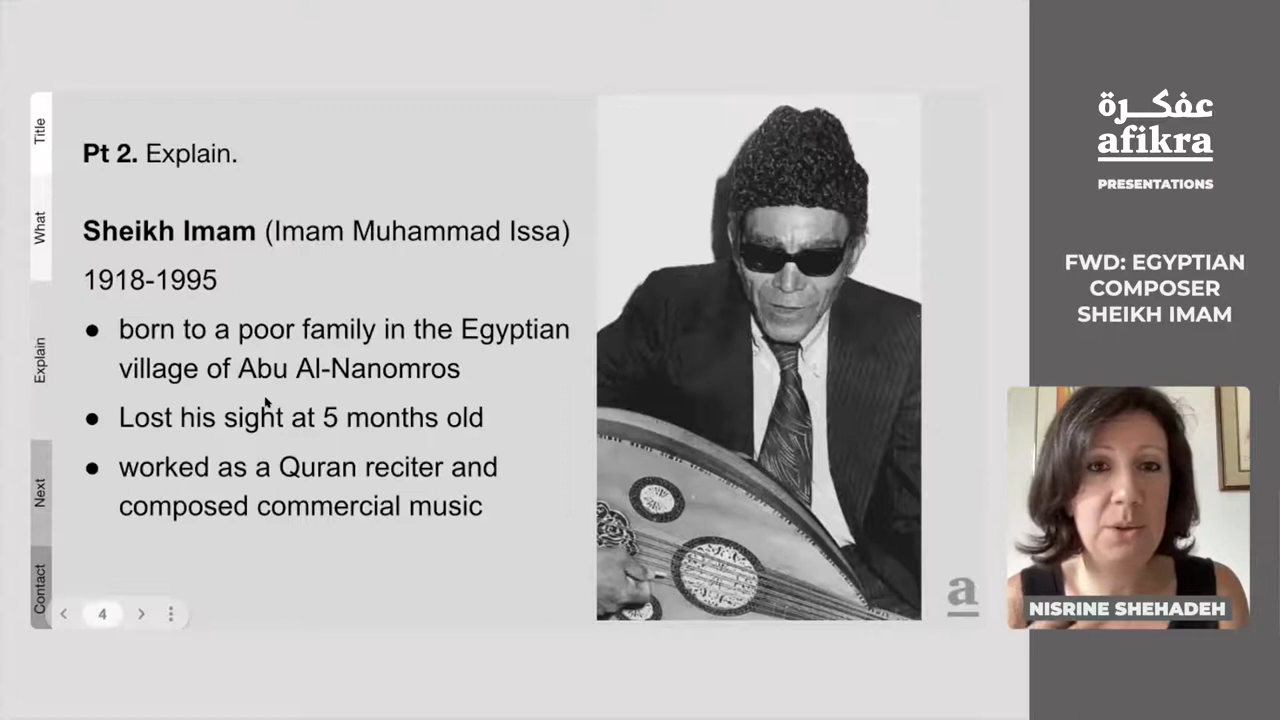 Title
What
Explain
Next
Contact
Pt 2. Explain.
Sheikh Imam (Imam Muhammad Issa)
1918-1995
● born to a poor family in the Egyptian
village of Abu Al-Nanomros
● Lost his sight at 5 months old
● worked as a Quran reciter and
composed commercial music
< 4 >
a
عفكرة
afikra
PRESENTATIONS
FWD: EGYPTIAN
COMPOSER
SHEIKH IMAM
NISRINE SHEHADEH